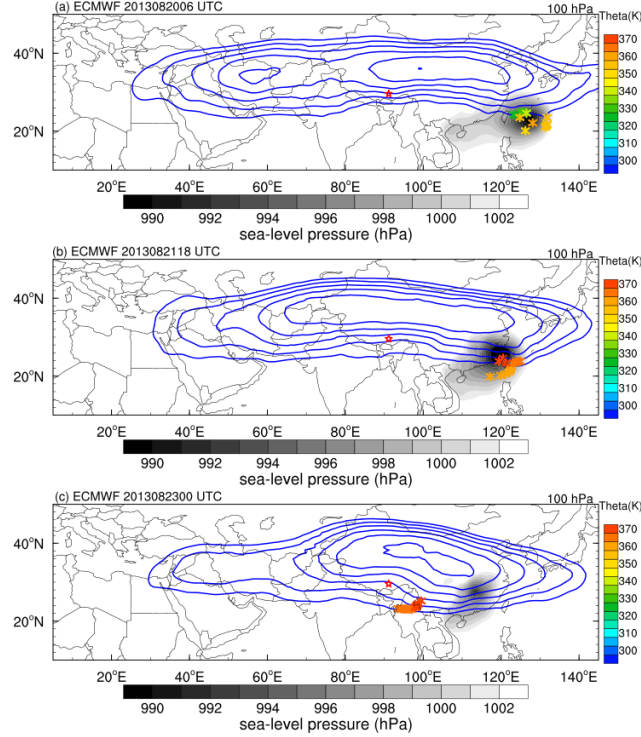 (a) ECMWF 2013082006 UTC 100 hPa Theta(K)
40°N
20°N
370
360
350
340
330
320
310
300
20°E 40°E 60°E 80°E 100°E 120°E 140°E
990 992 994 996 998 1000 1002
sea-level pressure (hPa)
(b) ECMWF 2013082118 UTC 100 hPa Theta(K)
40°N
20°N
370
360
350
340
330
320
310
300
20°E 40°E 60°E 80°E 100°E 120°E 140°E
990 992 994 996 998 1000 1002
sea-level pressure (hPa)
(c) ECMWF 2013082300 UTC 100 hPa Theta(K)
40°N
20°N
370
360
350
340
330
320
310
300
20°E 40°E 60°E 80°E 100°E 120°E 140°E
990 992 994 996 998 1000 1002
sea-level pressure (hPa)